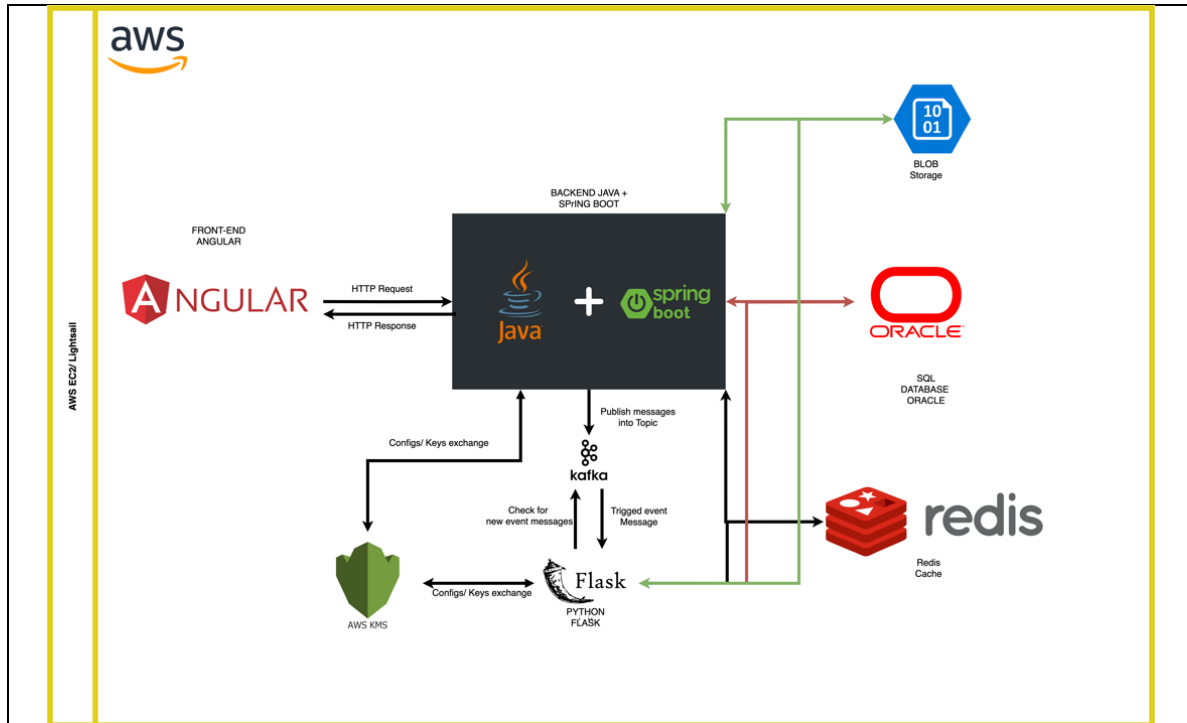 aws
10
01
BLOB
Storage
BACKEND JAVA +
SPrING BOOT
FRONT-END
ANGULAR
A NGULAR
HTTP Request
HTTP Response
Java
+
spring
boot
ORACLE
SQL
DATABASE
ORACLE
AWS EC2/ Lightsail
Publish messages
into Topic
Configs/ Keys exchange
kafka
Check for
new event messages
Trigged event
Message
redis
Redis
Cache
Flask
Configs/ Keys exchange
AWS KMS
PYTHON
FLASK